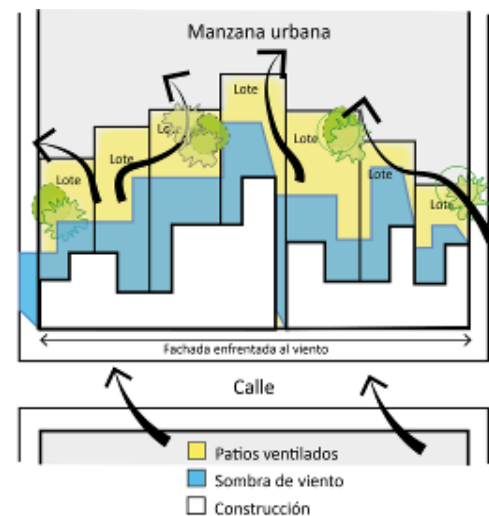 Manzana urbana
Lote
Lote
Lote
Lote
Lote
Lote
Lote
Fachada enfrentada al viento
Calle
Patios ventilados
Sombra de viento
Construcción